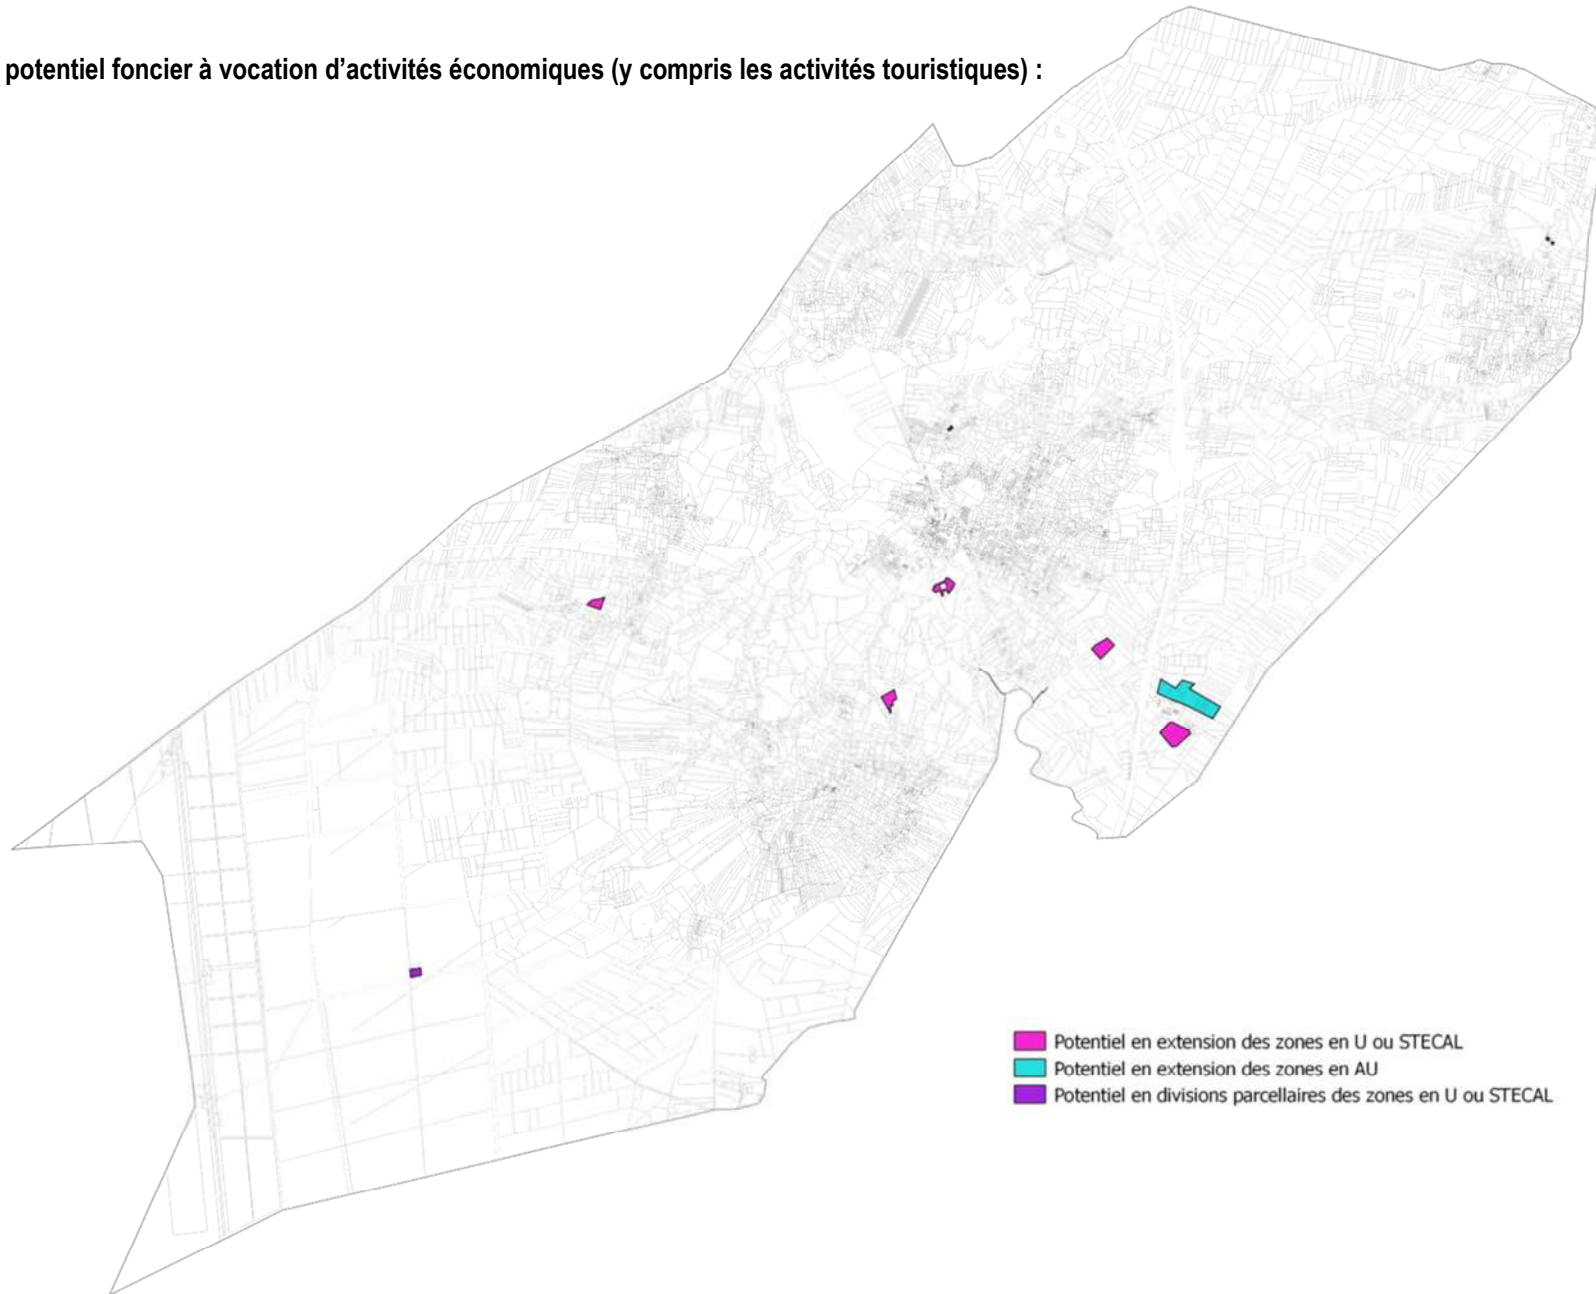 potentiel foncier à vocation d'activités économiques (y compris les activités touristiques) :
Potentiel en extension des zones en U ou STECAL
Potentiel en extension des zones en AU
Potentiel en divisions parcellaires des zones en U ou STECAL